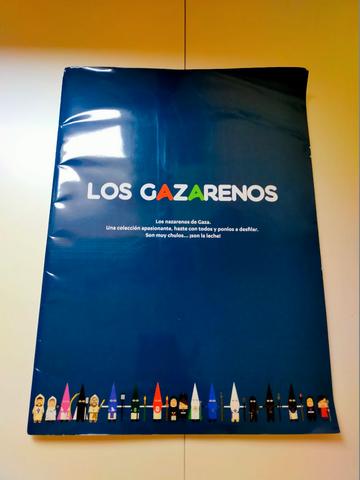 LOS GAZARENOS
Los nazarenos de Gaza.
Una colección apasionante, hazte con todos y ponlos a desfilar.
Son muy chulos... ¡son la leche!